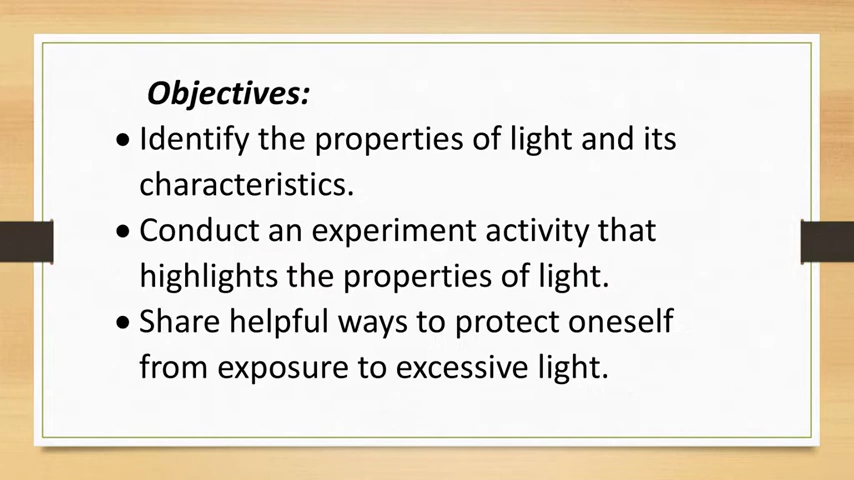 Objectives:
• Identify the properties of light and its
characteristics.
• Conduct an experiment activity that
highlights the properties of light.
• Share helpful ways to protect oneself
from exposure to excessive light.